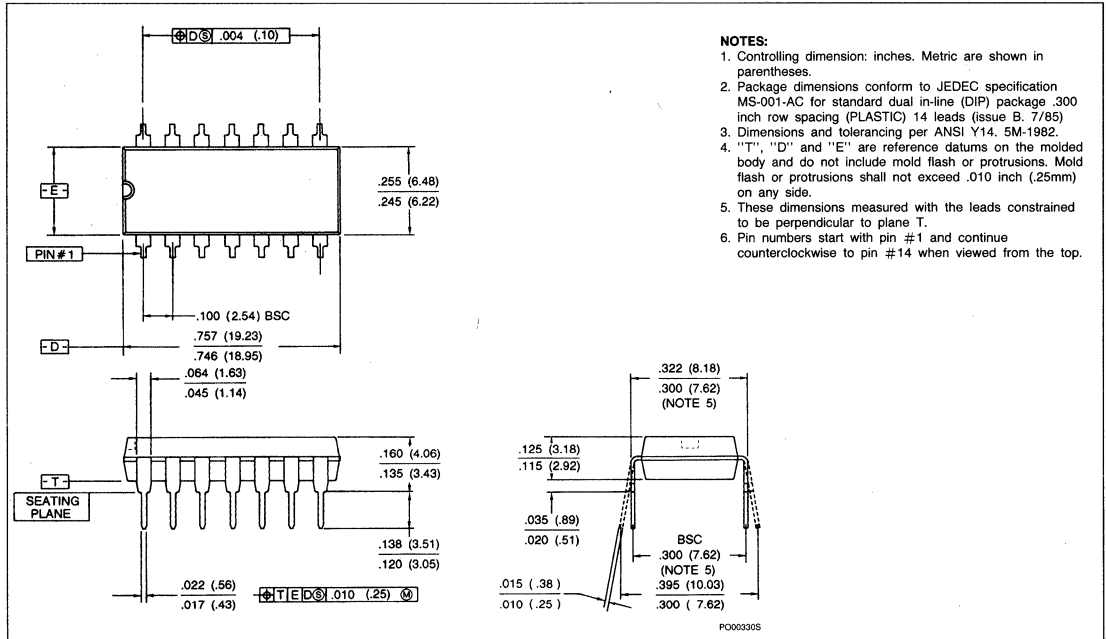 ⌖ D Ⓢ .004 (.10)
NOTES:
1. Controlling dimension: inches. Metric are shown in
parentheses.
2. Package dimensions conform to JEDEC specification
MS-001-AC for standard dual in-line (DIP) package .300
inch row spacing (PLASTIC) 14 leads (issue B. 7/85)
3. Dimensions and tolerancing per ANSI Y14. 5M-1982.
4. "T", "D" and "E" are reference datums on the molded
body and do not include mold flash or protrusions. Mold
flash or protrusions shall not exceed .010 inch (.25mm)
on any side.
5. These dimensions measured with the leads constrained
to be perpendicular to plane T.
6. Pin numbers start with pin #1 and continue
counterclockwise to pin #14 when viewed from the top.
- E -
.255 (6.48)
.245 (6.22)
PIN#1
.100 (2.54) BSC
- D -
.757 (19.23)
.746 (18.95)
.064 (1.63)
.045 (1.14)
.160 (4.06)
.135 (3.43)
- T -
SEATING
PLANE
.138 (3.51)
.120 (3.05)
.022 (.56)
.017 (.43)
⌖ T E D Ⓢ .010 (.25) Ⓜ
.322 (8.18)
.300 (7.62)
(NOTE 5)
.125 (3.18)
.115 (2.92)
.035 (.89)
.020 (.51)
BSC
.300 (7.62)
(NOTE 5)
.395 (10.03)
.300 ( 7.62)
.015 ( .38 )
.010 ( .25 )
PO00330S